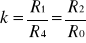 k = R₁/R₄ = R₂/R₀